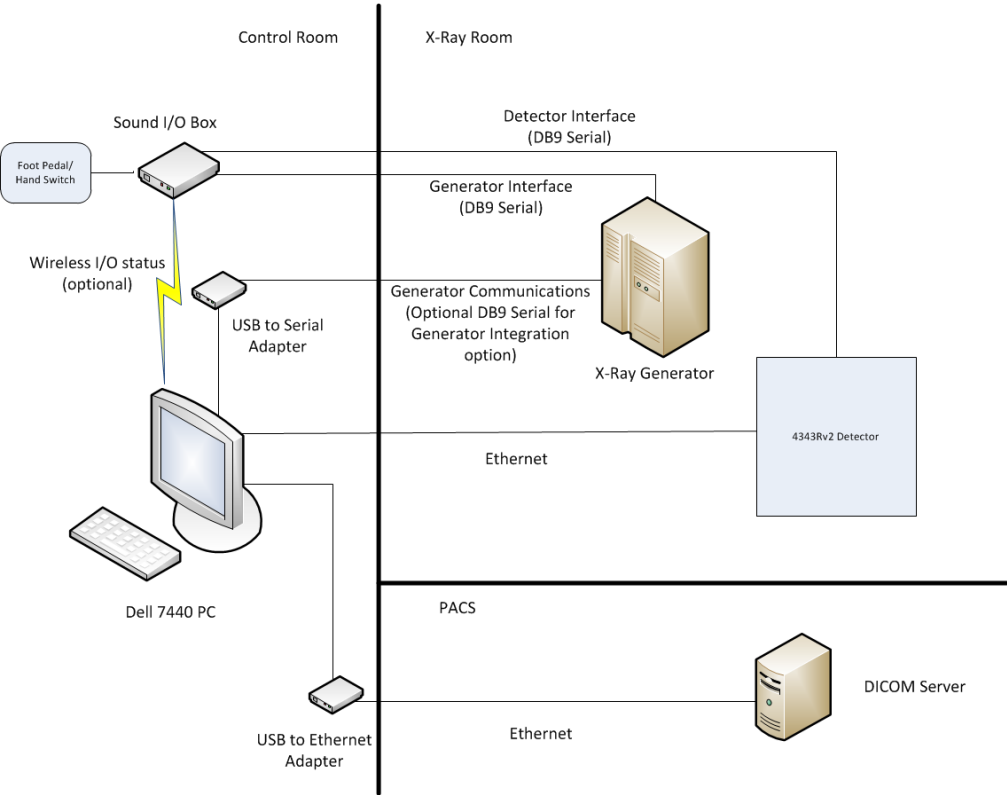 Control Room
X-Ray Room
Sound I/O Box
Detector Interface
(DB9 Serial)
Foot Pedal/
Hand Switch
Generator Interface
(DB9 Serial)
Wireless I/O status
(optional)
USB to Serial
Adapter
Generator Communications
(Optional DB9 Serial for
Generator Integration
option)
X-Ray Generator
4343Rv2 Detector
Ethernet
Dell 7440 PC
PACS
DICOM Server
USB to Ethernet
Adapter
Ethernet